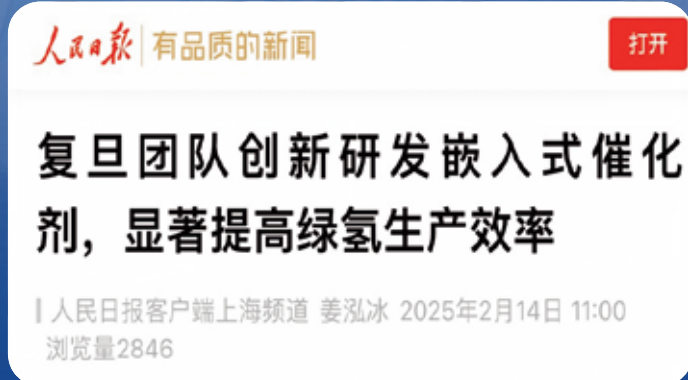 人民日报 有品质的新闻
打开
复旦团队创新研发嵌入式催化
剂，显著提高绿氢生产效率
人民日报客户端上海频道 姜泓冰 2025年2月14日 11:00
浏览量2846